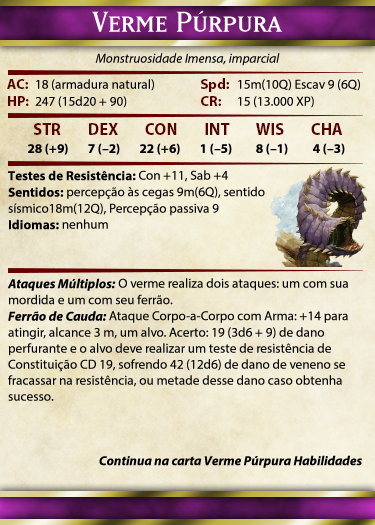 VERME PÚRPURA
Monstruosidade Imensa, imparcial
AC: 18 (armadura natural) Spd: 15m(10Q) Escav 9 (6Q)
HP: 247 (15d20 + 90) CR: 15 (13.000 XP)
STR DEX CON INT WIS CHA
28 (+9) 7 (–2) 22 (+6) 1 (–5) 8 (–1) 4 (–3)
Testes de Resistência: Con +11, Sab +4
Sentidos: percepção às cegas 9m(6Q), sentido
sísmico18m(12Q), Percepção passiva 9
Idiomas: nenhum
Ataques Múltiplos: O verme realiza dois ataques: um com sua
mordida e um com seu ferrão.
Ferrão de Cauda: Ataque Corpo-a-Corpo com Arma: +14 para
atingir, alcance 3 m, um alvo. Acerto: 19 (3d6 + 9) de dano
perfurante e o alvo deve realizar um teste de resistência de
Constituição CD 19, sofrendo 42 (12d6) de dano de veneno se
fracassar na resistência, ou metade desse dano caso obtenha
sucesso.
Continua na carta Verme Púrpura Habilidades